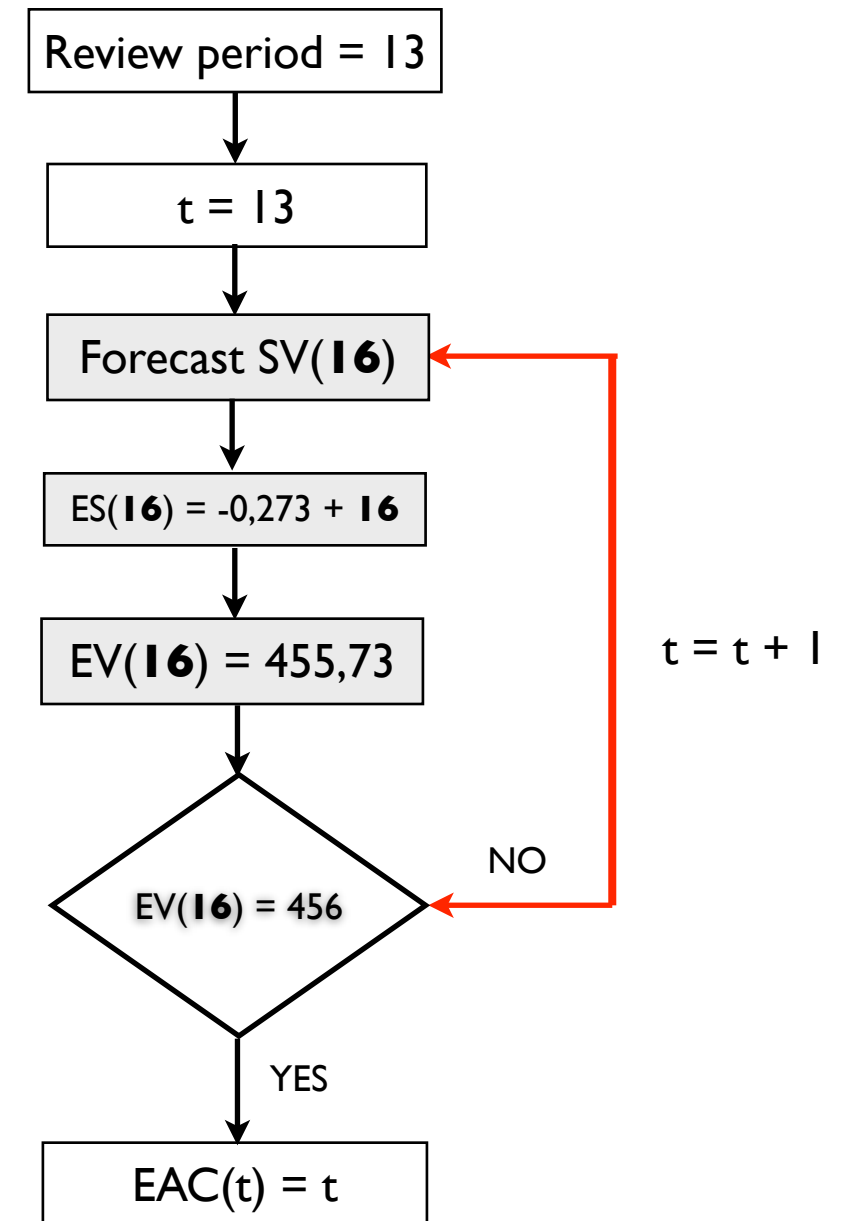 Review period = 13
t = 13
Forecast SV(16)
ES(16) = -0,273 + 16
EV(16) = 455,73
t = t + 1
NO
EV(16) = 456
YES
EAC(t) = t